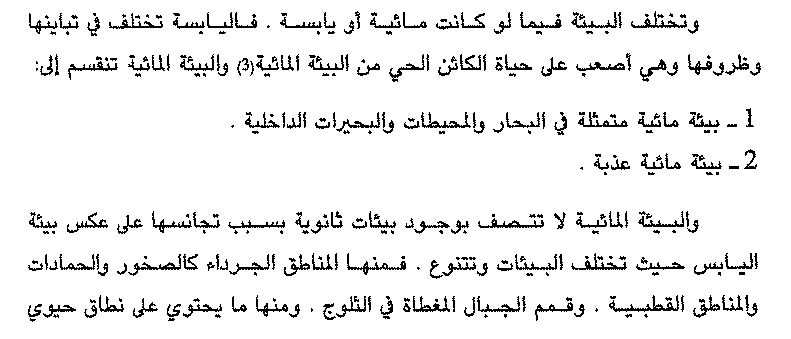 وتختلف البيئة فيما لو كانت مائية أو يابسة . فاليابسة تختلف في تباينها
وظروفها وهي أصعب على حياة الكائن الحي من البيئة المائية(3) والبيئة المائية تنقسم إلى:
1 ـ بيئة مائية متمثلة في البحار والمحيطات والبحيرات الداخلية .
2 ـ بيئة مائية عذبة .
والبيئة المائية لا تتصف بوجود بيئات ثانوية بسبب تجانسها على عكس بيئة
اليابس حيث تختلف البيئات وتتنوع . فمنها المناطق الجرداء كالصخور والحمادات
والمناطق القطبية . وقمم الجبال المغطاة في الثلوج . ومنها ما يحتوي على نطاق حيوي